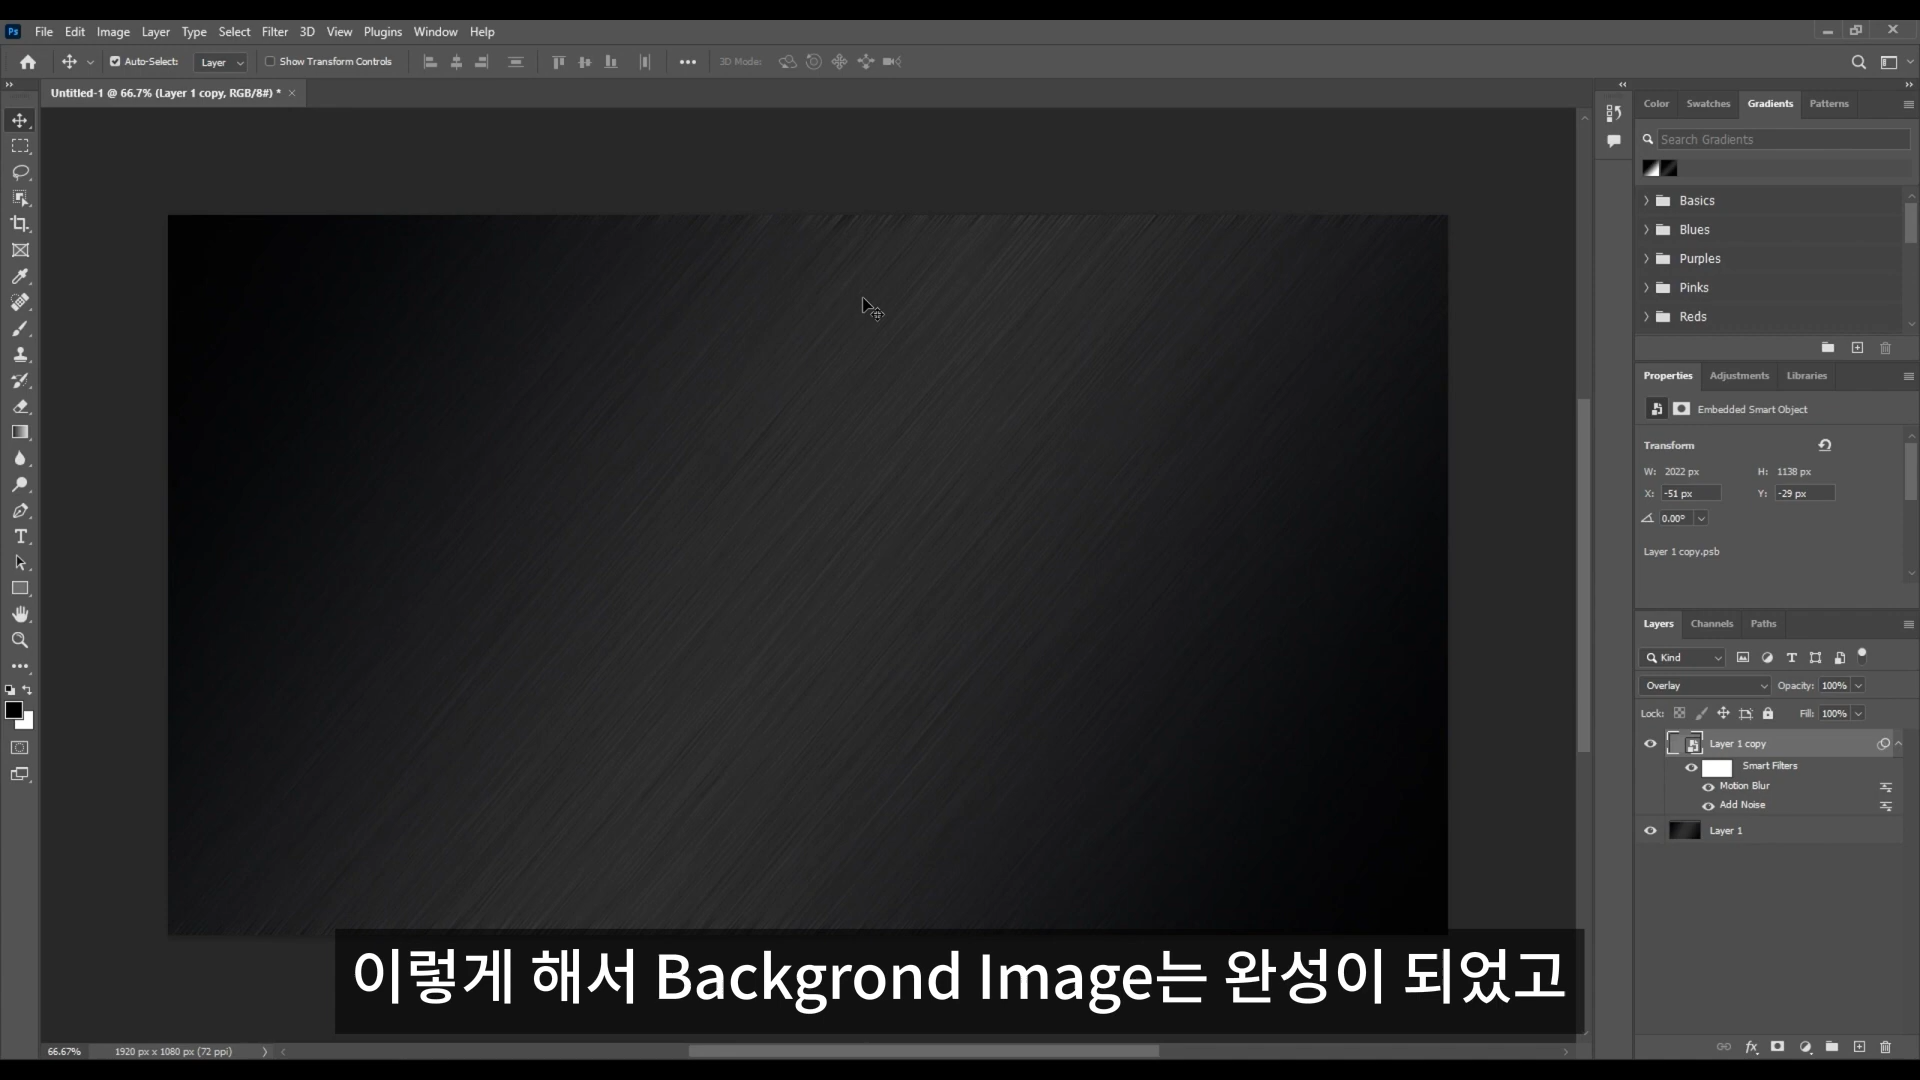 Ps File Edit Image Layer Type Select Filter 3D View Plugins Window Help
Auto-Select: Layer Show Transform Controls 3D Mode:
Untitled-1 @ 66.7% (Layer 1 copy, RGB/8#) *
Color Swatches Gradients Patterns
Search Gradients
Basics
Blues
Purples
Pinks
Reds
Properties Adjustments Libraries
Embedded Smart Object
Transform
W: 2022 px H: 1138 px
X: -51 px Y: -29 px
0.00°
Layer 1 copy.psb
Layers Channels Paths
Kind
Overlay Opacity: 100%
Lock: Fill: 100%
Layer 1 copy
Smart Filters
Motion Blur
Add Noise
Layer 1
이렇게 해서 Backgrond Image는 완성이 되었고
66.67% 1920 px x 1080 px (72 ppi)